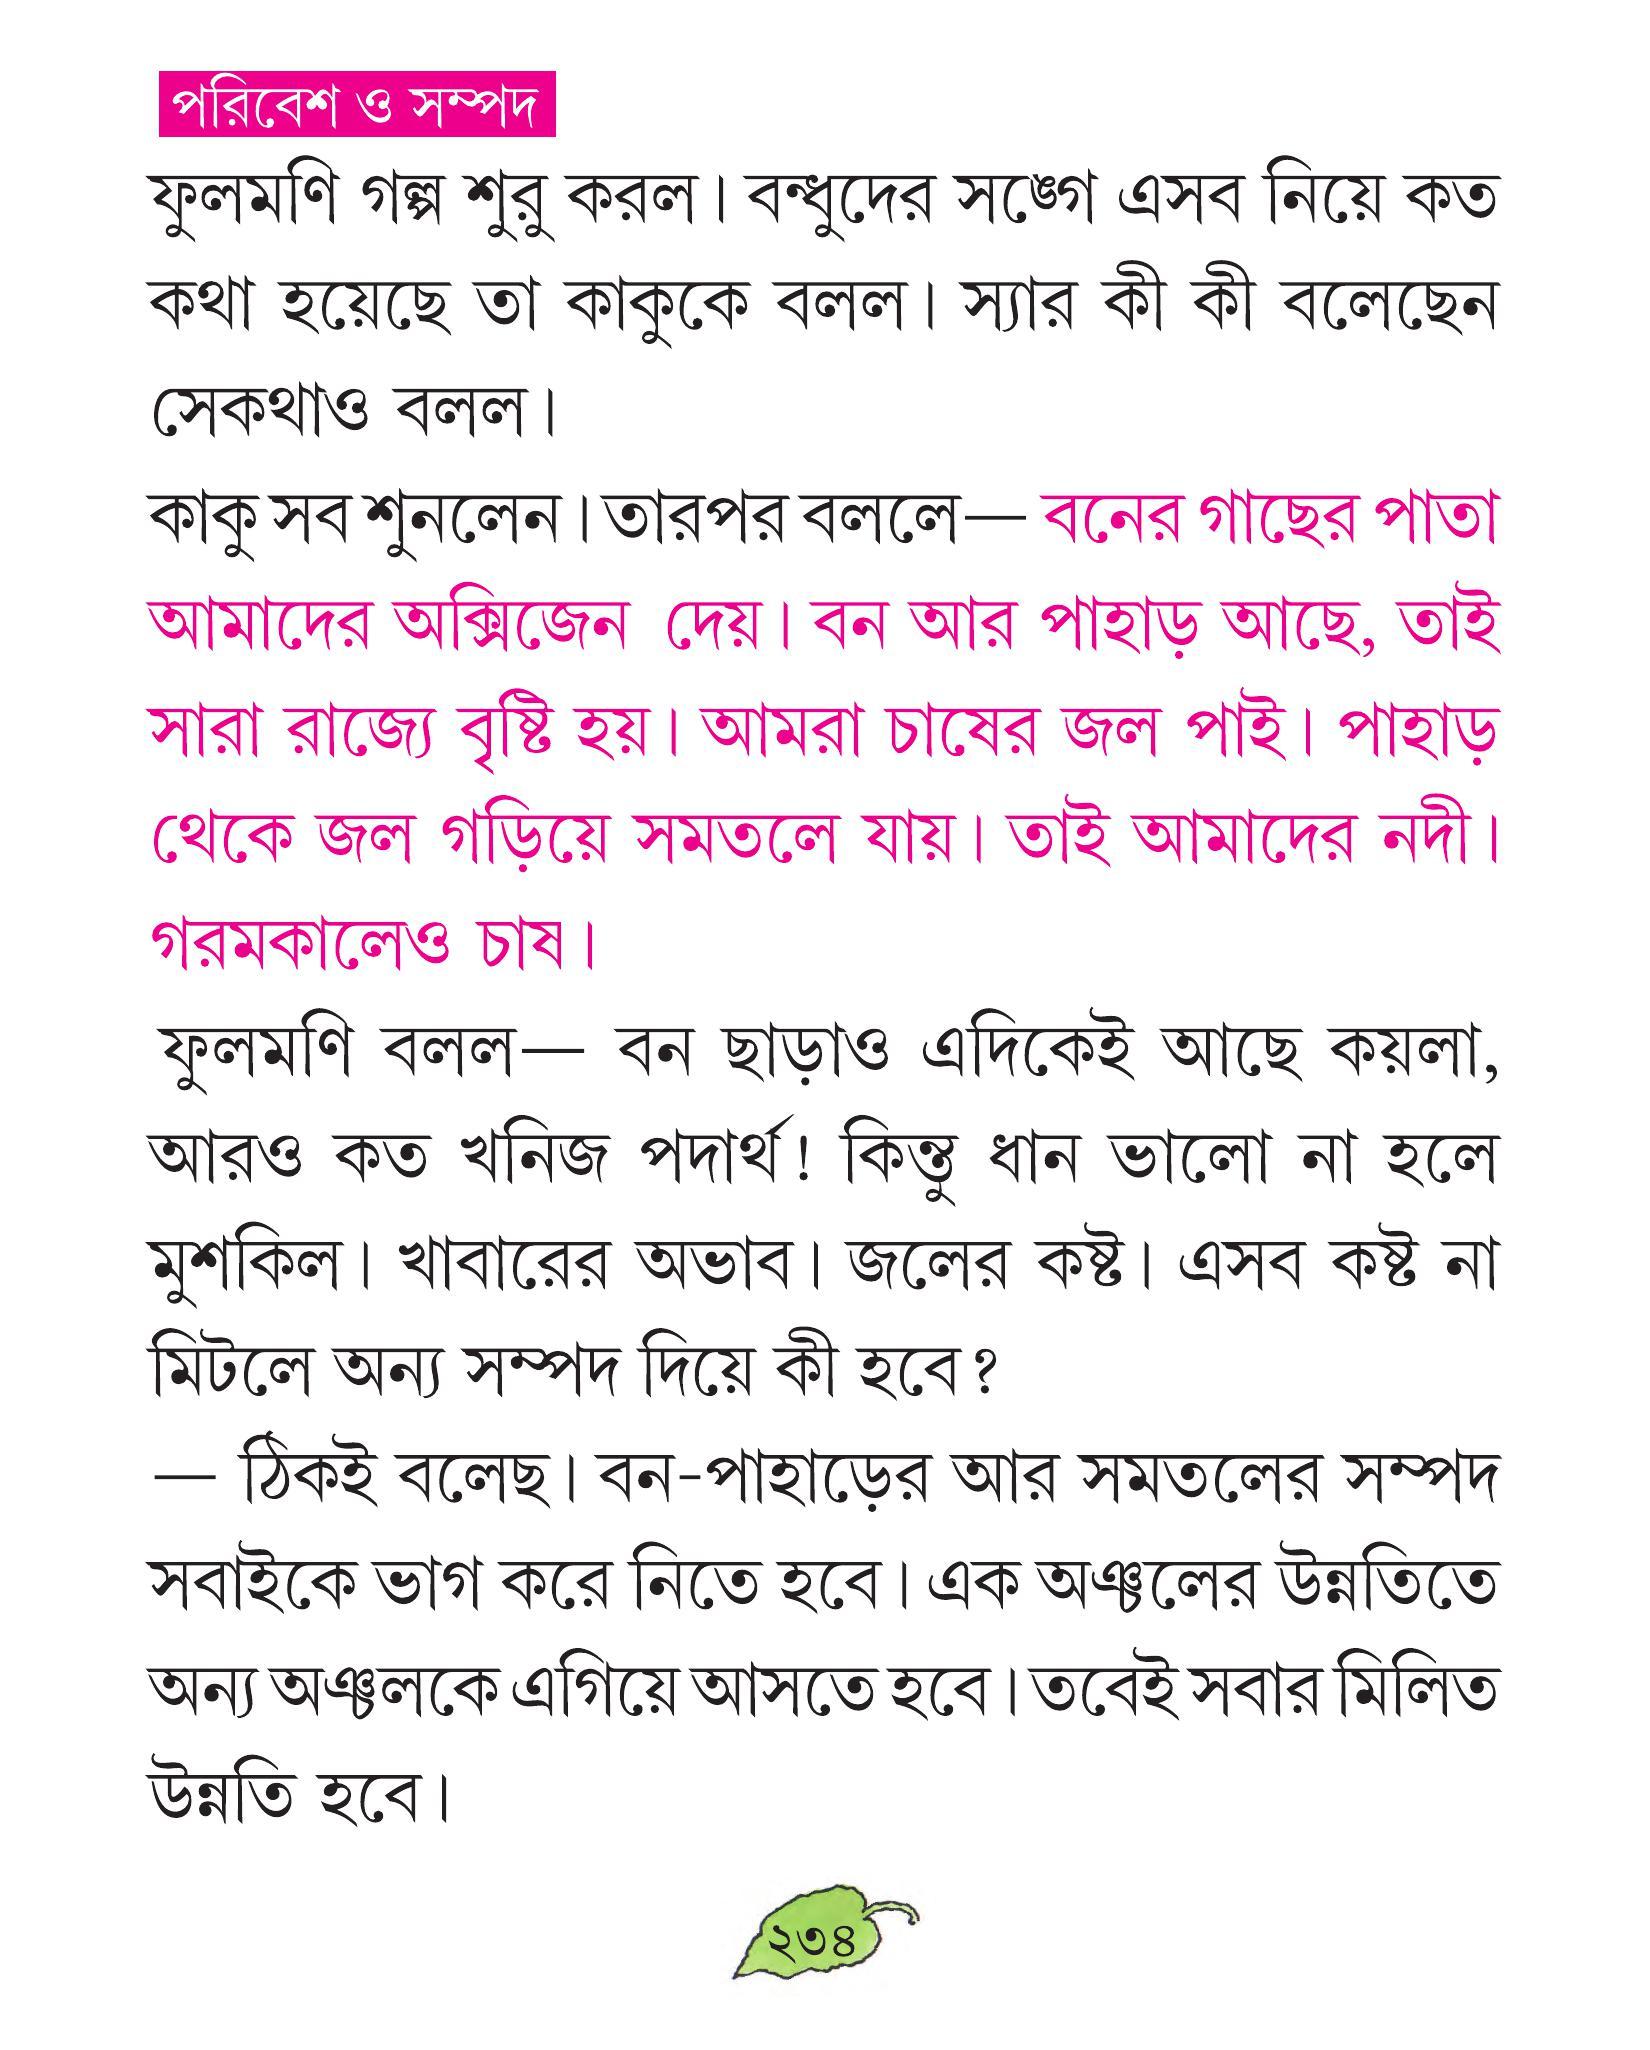 পরিবেশ ও সম্পদ
ফুলমণি গল্প শুরু করল। বন্ধুদের সঙ্গে এসব নিয়ে কত
কথা হয়েছে তা কাকুকে বলল। স্যার কী কী বলেছেন
সেকথাও বলল।
কাকু সব শুনলেন। তারপর বললে— বনের গাছের পাতা
আমাদের অক্সিজেন দেয়। বন আর পাহাড় আছে, তাই
সারা রাজ্যে বৃষ্টি হয়। আমরা চাষের জল পাই। পাহাড়
থেকে জল গড়িয়ে সমতলে যায়। তাই আমাদের নদী।
গরমকালেও চাষ।
ফুলমণি বলল— বন ছাড়াও এদিকেই আছে কয়লা,
আরও কত খনিজ পদার্থ! কিন্তু ধান ভালো না হলে
মুশকিল। খাবারের অভাব। জলের কষ্ট। এসব কষ্ট না
মিটলে অন্য সম্পদ দিয়ে কী হবে?
— ঠিকই বলেছ। বন-পাহাড়ের আর সমতলের সম্পদ
সবাইকে ভাগ করে নিতে হবে। এক অঞ্চলের উন্নতিতে
অন্য অঞ্চলকে এগিয়ে আসতে হবে। তবেই সবার মিলিত
উন্নতি হবে।
২৩৪